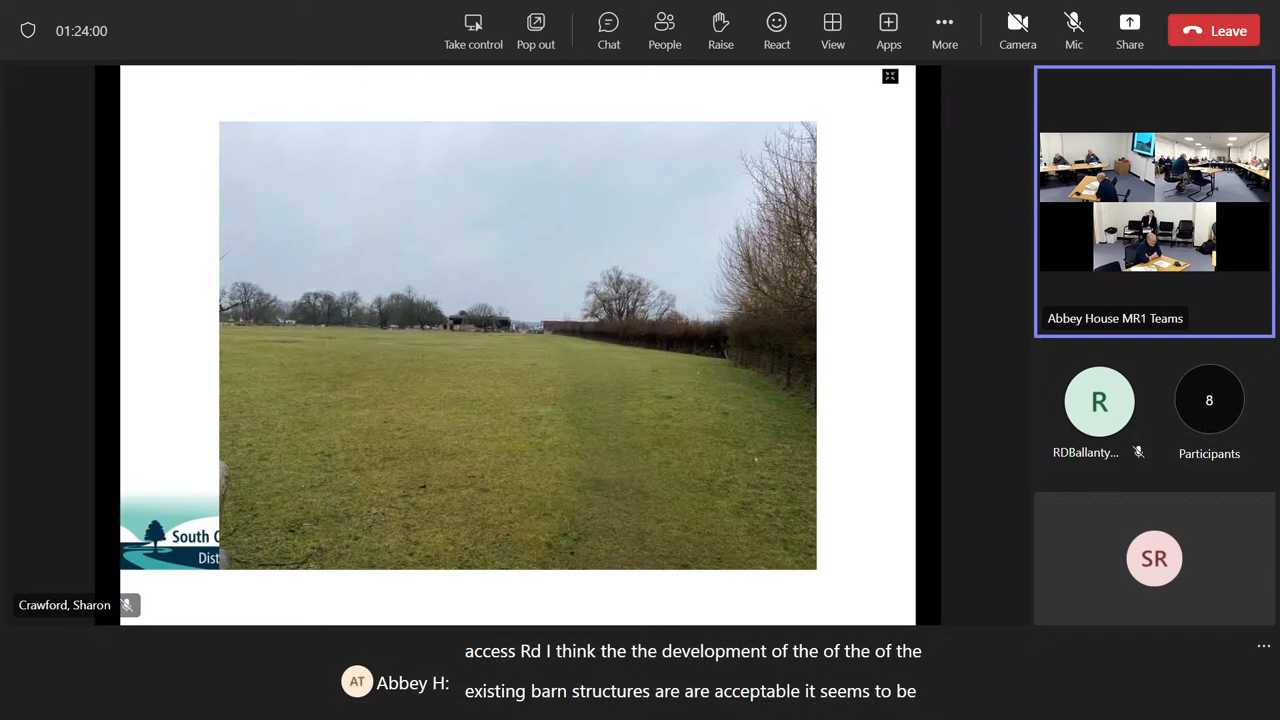 01:24:00
Take control
Pop out
Chat
People
Raise
React
View
Apps
More
Camera
Mic
Share
Leave
South
Dist
Crawford, Sharon
Abbey House MR1 Teams
R
8
RDBallanty...
Participants
SR
AT
Abbey H:
access Rd I think the the development of the of the of the
existing barn structures are are acceptable it seems to be